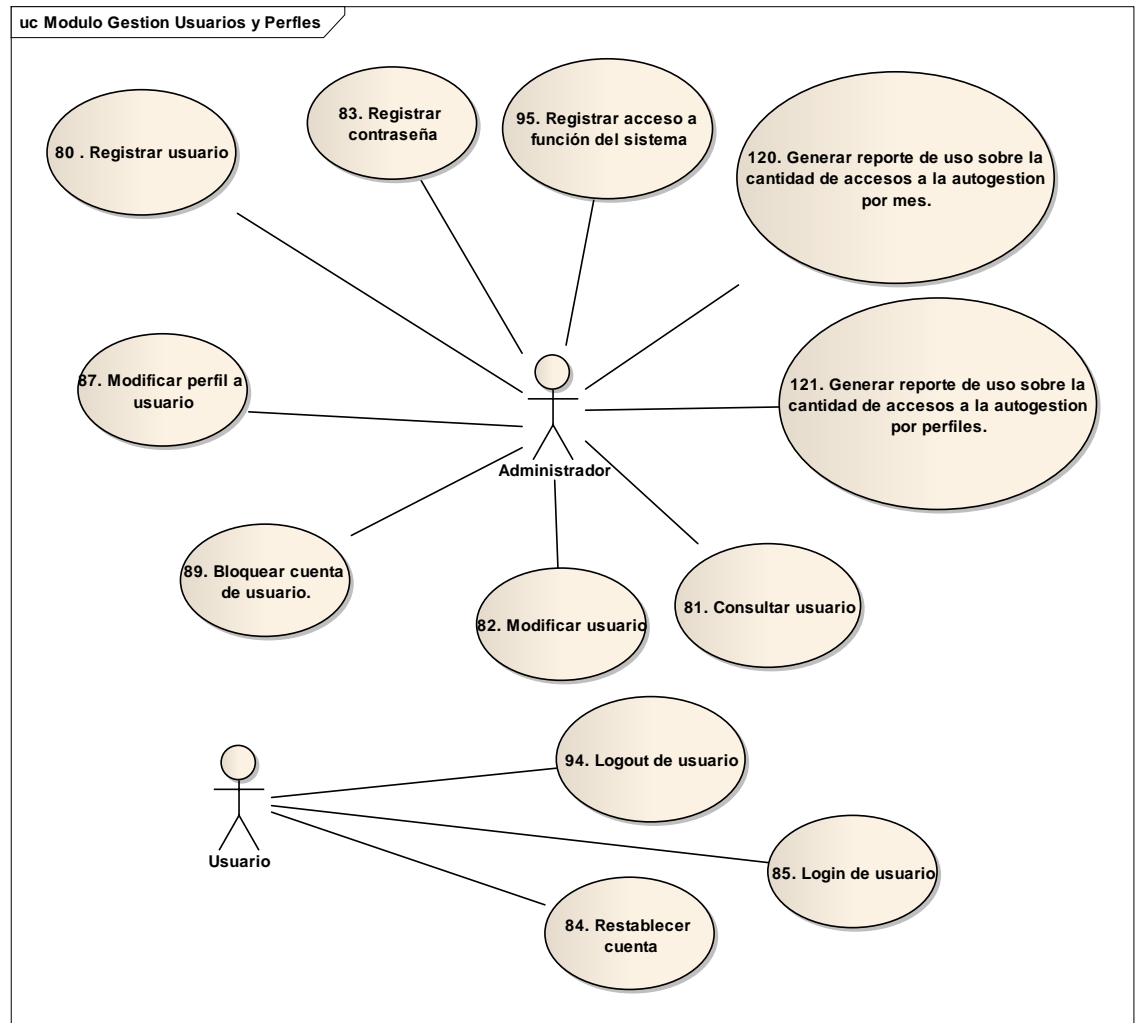 uc Modulo Gestion Usuarios y Perfles
80 . Registrar usuario
83. Registrar
contraseña
95. Registrar acceso a
función del sistema
120. Generar reporte de uso sobre la
cantidad de accesos a la autogestion
por mes.
87. Modificar perfil a
usuario
121. Generar reporte de uso sobre la
cantidad de accesos a la autogestion
por perfiles.
Administrador
89. Bloquear cuenta
de usuario.
82. Modificar usuario
81. Consultar usuario
94. Logout de usuario
Usuario
85. Login de usuario
84. Restablecer
cuenta